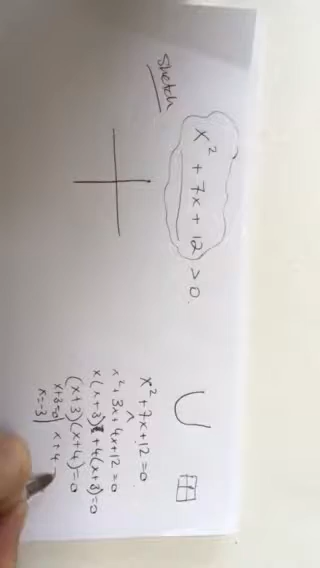 x² + 7x + 12 > 0
Sketch
x² + 7x + 12 = 0
x² + 3x + 4x + 12 = 0
x(x+3) + 4(x+3) = 0
(x+3)(x+4) = 0
x+3=0 | x+4
x=-3